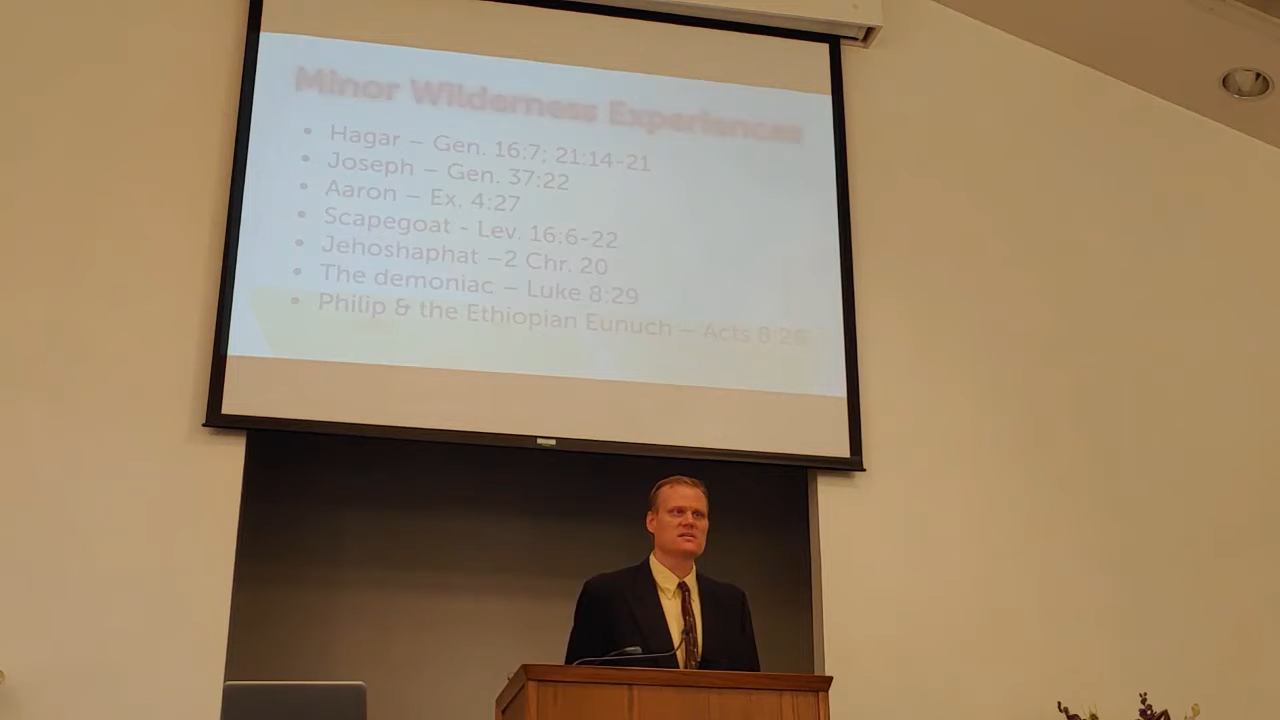 Minor Wilderness Experiences
• Hagar – Gen. 16:7; 21:14-21
• Joseph – Gen. 37:22
• Aaron – Ex. 4:27
• Scapegoat - Lev. 16:6-22
• Jehoshaphat –2 Chr. 20
• The demoniac – Luke 8:29
• Philip & the Ethiopian Eunuch – Acts 8:26